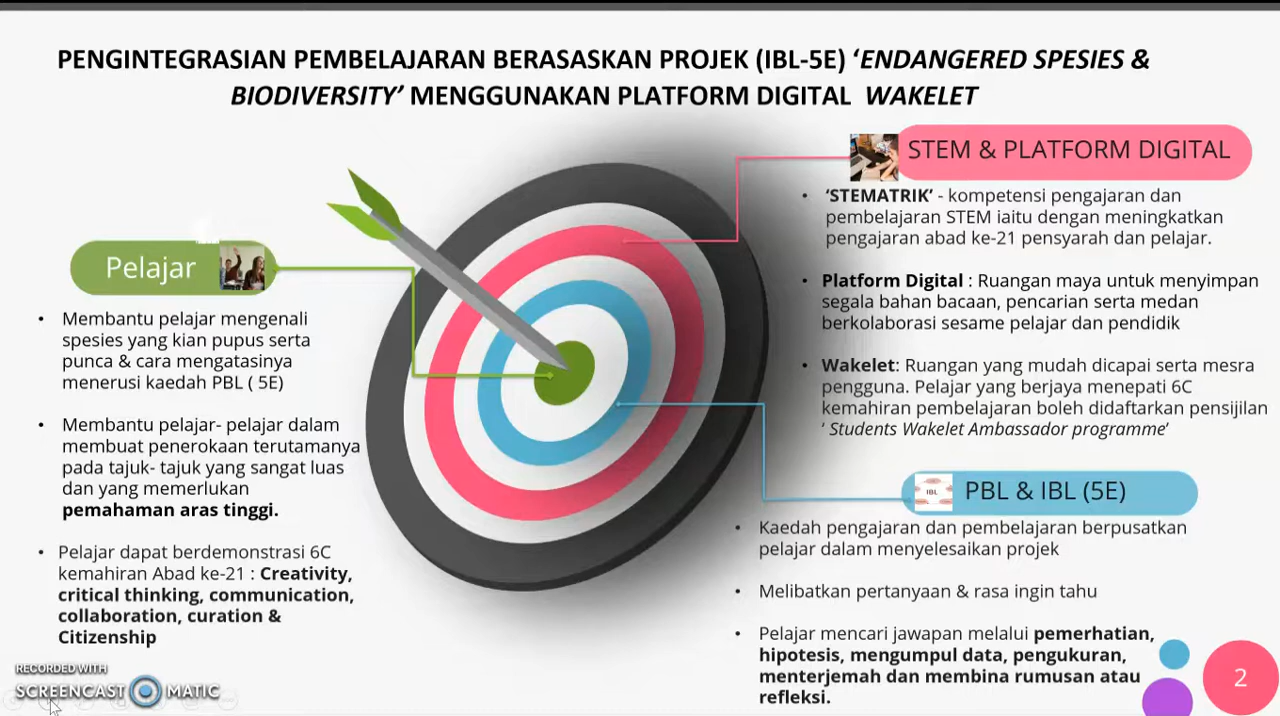 PENGINTEGRASIAN PEMBELAJARAN BERASASKAN PROJEK (IBL-5E) ‘ENDANGERED SPESIES &
BIODIVERSITY’ MENGGUNAKAN PLATFORM DIGITAL WAKELET
Pelajar
• Membantu pelajar mengenali
spesies yang kian pupus serta
punca & cara mengatasinya
menerusi kaedah PBL ( 5E)
• Membantu pelajar- pelajar dalam
membuat penerokaan terutamanya
pada tajuk- tajuk yang sangat luas
dan yang memerlukan
pemahaman aras tinggi.
• Pelajar dapat berdemonstrasi 6C
kemahiran Abad ke-21 : Creativity,
critical thinking, communication,
collaboration, curation &
Citizenship
STEM & PLATFORM DIGITAL
• ‘STEMATRIK’ - kompetensi pengajaran dan
pembelajaran STEM iaitu dengan meningkatkan
pengajaran abad ke-21 pensyarah dan pelajar.
• Platform Digital : Ruangan maya untuk menyimpan
segala bahan bacaan, pencarian serta medan
berkolaborasi sesame pelajar dan pendidik
• Wakelet: Ruangan yang mudah dicapai serta mesra
pengguna. Pelajar yang berjaya menepati 6C
kemahiran pembelajaran boleh didaftarkan pensijilan
‘ Students Wakelet Ambassador programme’
IBL
PBL & IBL (5E)
• Kaedah pengajaran dan pembelajaran berpusatkan
pelajar dalam menyelesaikan projek
• Melibatkan pertanyaan & rasa ingin tahu
• Pelajar mencari jawapan melalui pemerhatian,
hipotesis, mengumpul data, pengukuran,
menterjemah dan membina rumusan atau
refleksi.
2
RECORDED WITH
SCREENCAST MATIC